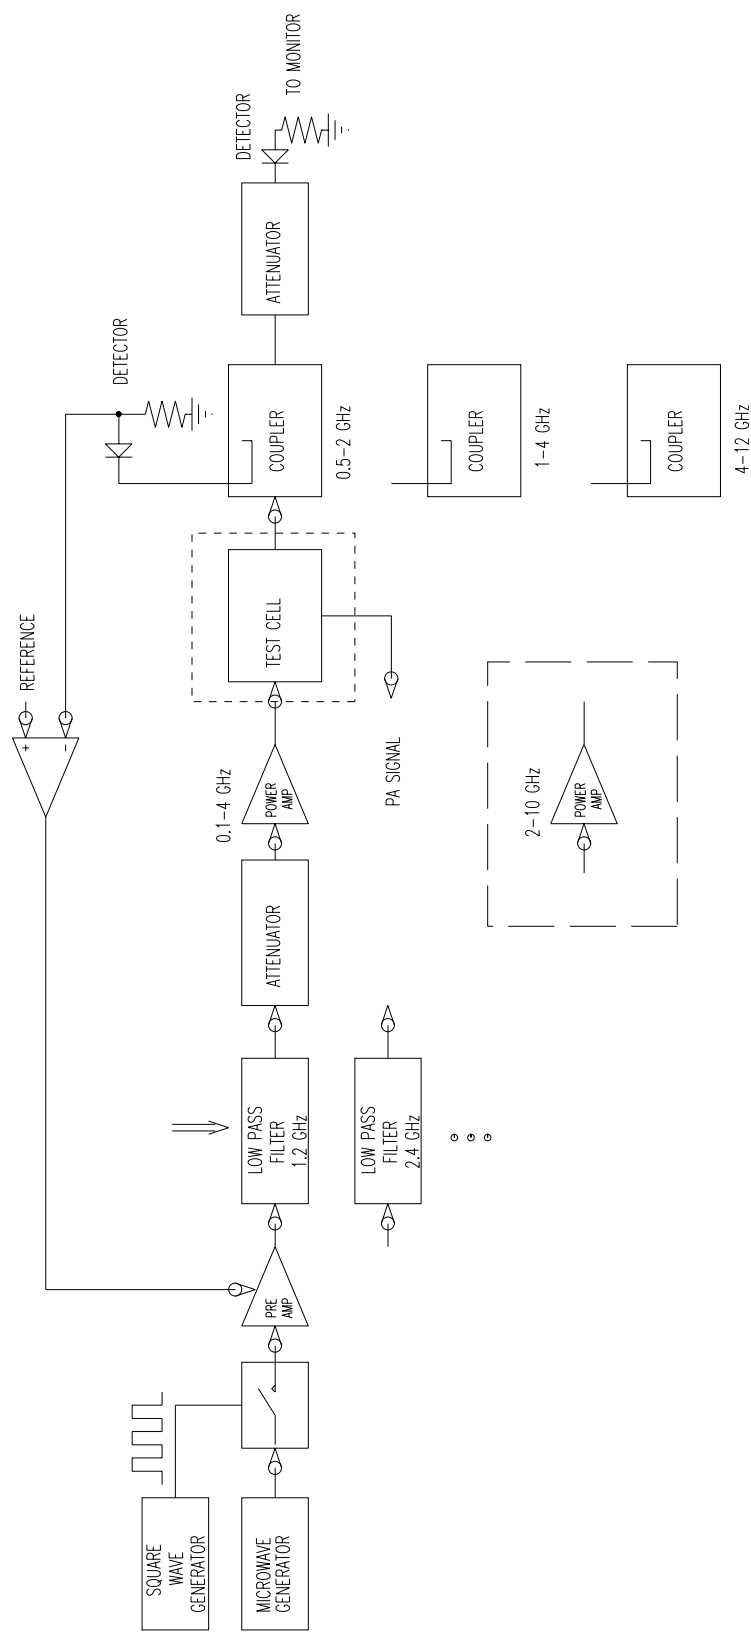 SQUARE
WAVE
GENERATOR
MICROWAVE
GENERATOR
PRE
AMP
LOW PASS
FILTER
1.2 GHz
LOW PASS
FILTER
2.4 GHz
ATTENUATOR
0.1-4 GHz
POWER
AMP
2-10 GHz
POWER
AMP
+
-
REFERENCE
TEST CELL
PA SIGNAL
COUPLER
0.5-2 GHz
COUPLER
1-4 GHz
COUPLER
4-12 GHz
DETECTOR
ATTENUATOR
DETECTOR
TO MONITOR